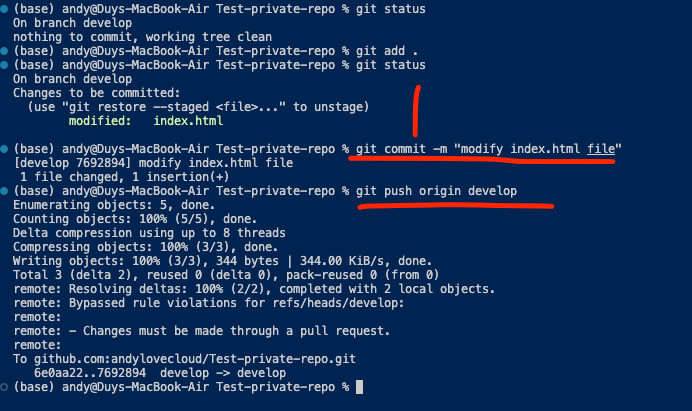 (base) andy@Duys-MacBook-Air Test-private-repo % git status
On branch develop
nothing to commit, working tree clean
(base) andy@Duys-MacBook-Air Test-private-repo % git add .
(base) andy@Duys-MacBook-Air Test-private-repo % git status
On branch develop
Changes to be committed:
  (use "git restore --staged <file>..." to unstage)
        modified:   index.html
(base) andy@Duys-MacBook-Air Test-private-repo % git commit -m "modify index.html file"
[develop 7692894] modify index.html file
 1 file changed, 1 insertion(+)
(base) andy@Duys-MacBook-Air Test-private-repo % git push origin develop
Enumerating objects: 5, done.
Counting objects: 100% (5/5), done.
Delta compression using up to 8 threads
Compressing objects: 100% (3/3), done.
Writing objects: 100% (3/3), 344 bytes | 344.00 KiB/s, done.
Total 3 (delta 2), reused 0 (delta 0), pack-reused 0 (from 0)
remote: Resolving deltas: 100% (2/2), completed with 2 local objects.
remote: Bypassed rule violations for refs/heads/develop:
remote:
remote: - Changes must be made through a pull request.
remote:
To github.com:andylovecloud/Test-private-repo.git
   6e0aa22..7692894  develop -> develop
(base) andy@Duys-MacBook-Air Test-private-repo %